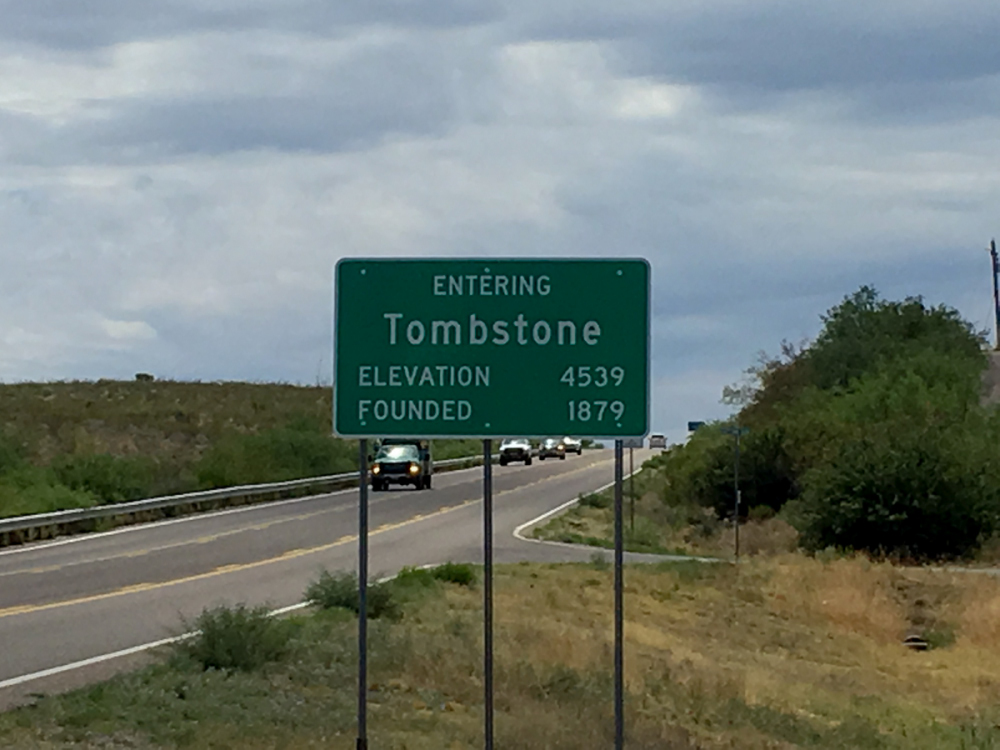 ENTERING
Tombstone
ELEVATION 4539
FOUNDED 1879